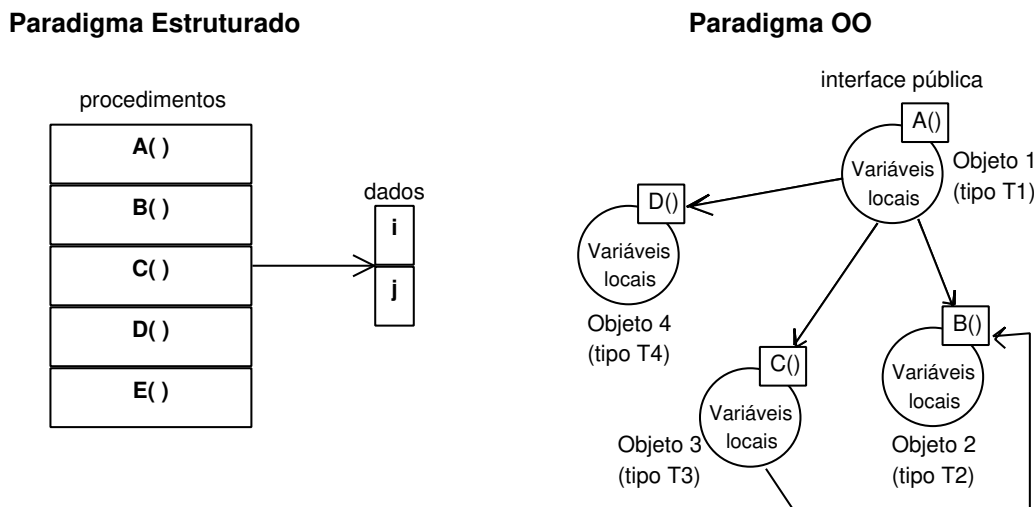 Paradigma Estruturado
procedimentos
A( )
B( )
C( )
D( )
E( )
dados
i
j
Paradigma OO
interface pública
A()
Variáveis
locais
Objeto 1
(tipo T1)
D()
Variáveis
locais
Objeto 4
(tipo T4)
B()
Variáveis
locais
Objeto 2
(tipo T2)
C()
Variáveis
locais
Objeto 3
(tipo T3)